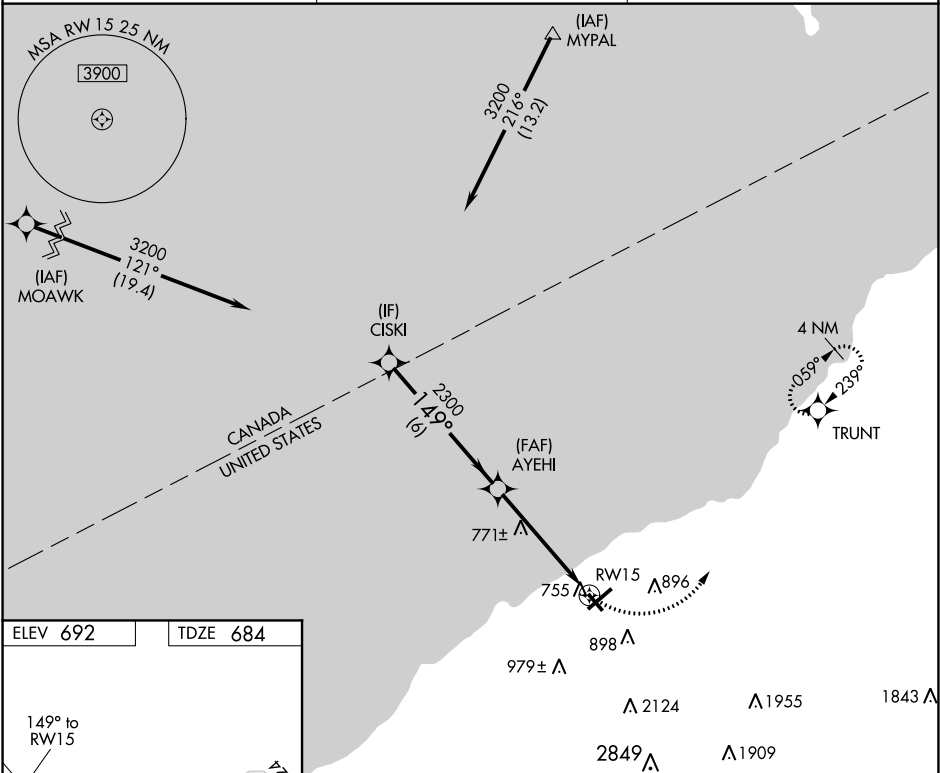 MSA RW 15 25 NM
3900
(IAF)
MYPAL
3200
216°
(13.2)
(IAF)
MOAWK
3200
121°
(19.4)
(IF)
CISKI
2300
149°
(6)
CANADA
UNITED STATES
(FAF)
AYEHI
4 NM
059°
239°
TRUNT
771±
755
RW15
896
898
979±
2124
1955
1843
2849
1909
ELEV 692
TDZE 684
149° to
RW15